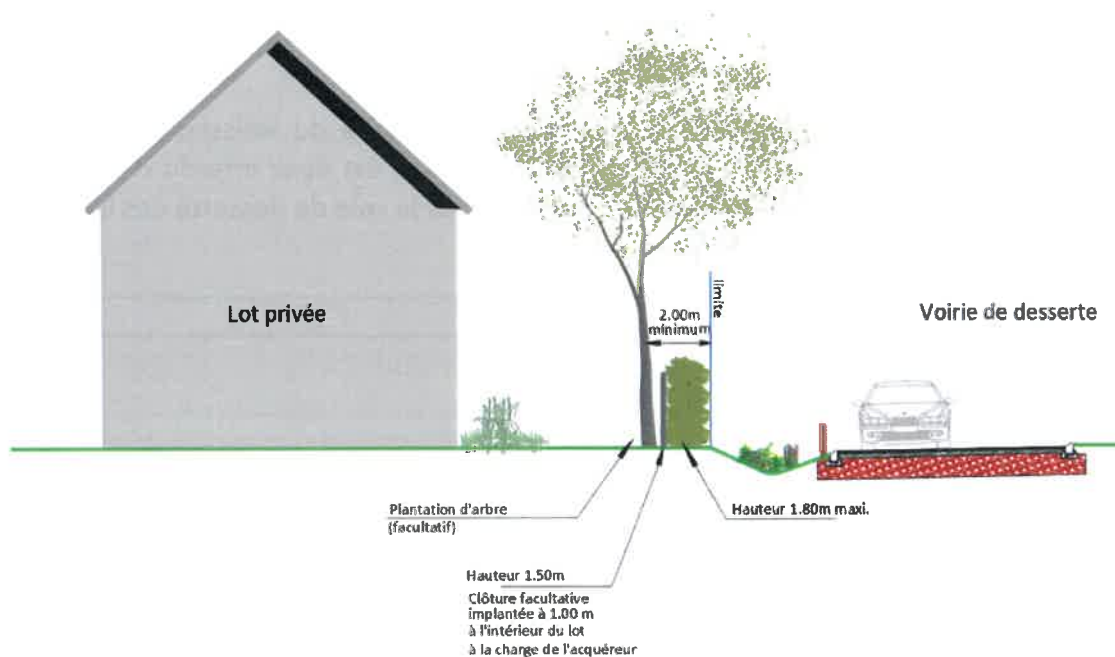 limite
2.00m
minimum
Lot privée
Voirie de desserte
Plantation d'arbre
(facultatif)
Hauteur 1.80m maxi.
Hauteur 1.50m
Clôture facultative
implantée à 1.00 m
à l'intérieur du lot
à la charge de l'acquéreur